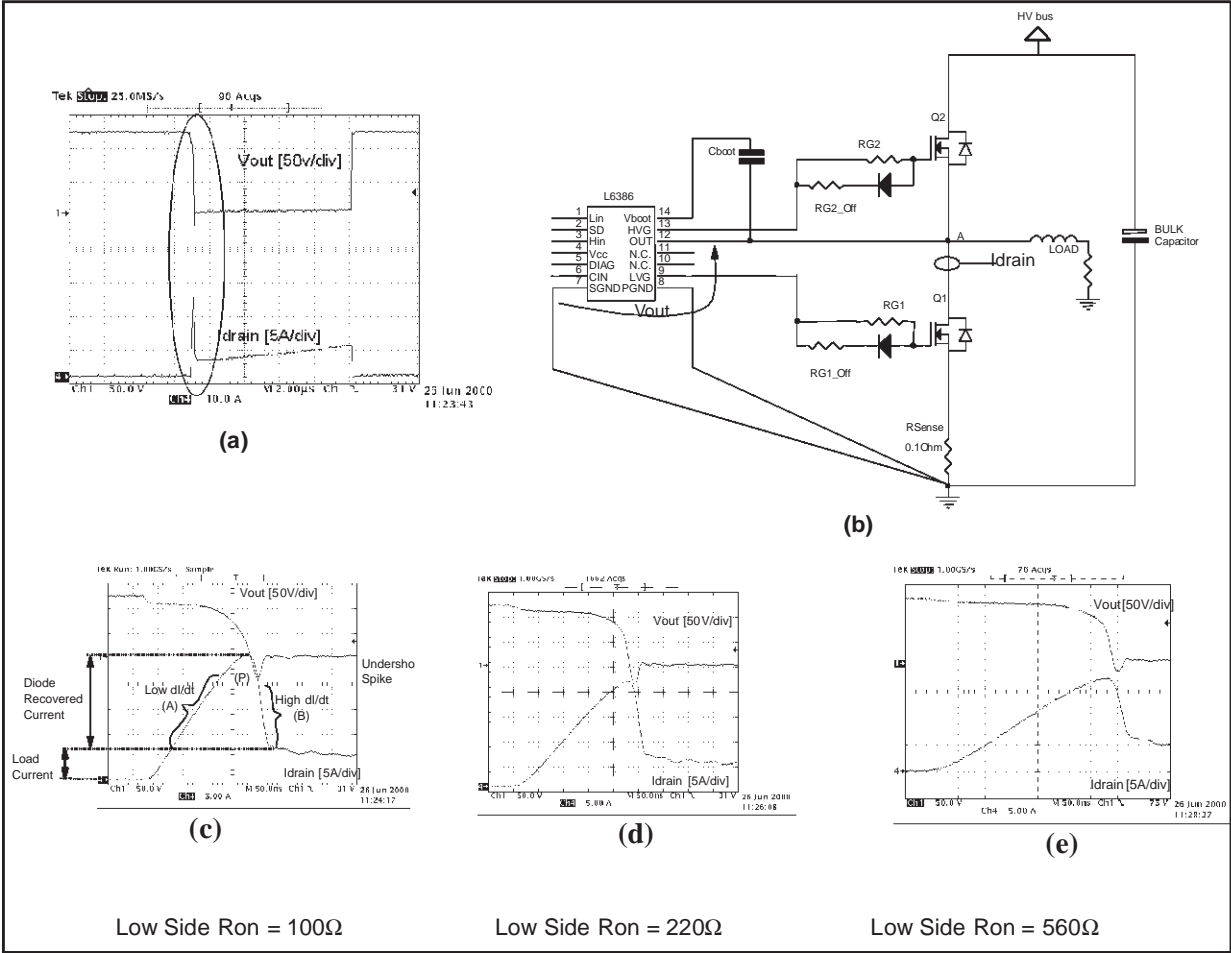 Tek Stop: 25.0MS/s
96 Acqs
Vout [50v/div]
1→
Idrain [5A/div]
Ch1 50.0 V
M 2.00µs Ch1
31 V
10.0 A
26 Jun 2000
11:23:43
(a)
HV bus
Q2
RG2
Cboot
RG2_Off
L6386
1 Lin Vboot 14
2 SD HVG 13
3 Hin OUT 12
4 Vcc N.C. 11
5 DIAG N.C. 10
6 CIN LVG 9
7 SGND PGND 8
Vout
A
LOAD
Idrain
BULK
Capacitor
RG1
Q1
RG1_Off
RSense
0.1Ohm
(b)
Tek Run: 1.00GS/s Sample
Vout [50V/div]
Undersho
Spike
Diode
Recovered
Current
Low dI/dt
(A)
(P)
High dI/dt
(B)
Load
Current
Idrain [5A/div]
Ch1 50.0 V
M 50.0ns Ch1
31 V
26 Jun 2000
11:24:17
(c)
Tek Stop: 1.00GS/s
1662 Acqs
Vout [50V/div]
1→
Idrain [5A/div]
Ch1 50.0 V
M 50.0ns Ch1
31 V
Ch4 5.00 A
26 Jun 2000
11:26:08
(d)
Tek Stop: 1.00GS/s
76 Acqs
Vout[50V/div]
1→
4→
Idrain [5A/div]
Ch1 50.0 V
M 50.0ns Ch1
73 V
Ch4 5.00 A
26 Jun 2000
(e)
Low Side Ron = 100Ω
Low Side Ron = 220Ω
Low Side Ron = 560Ω